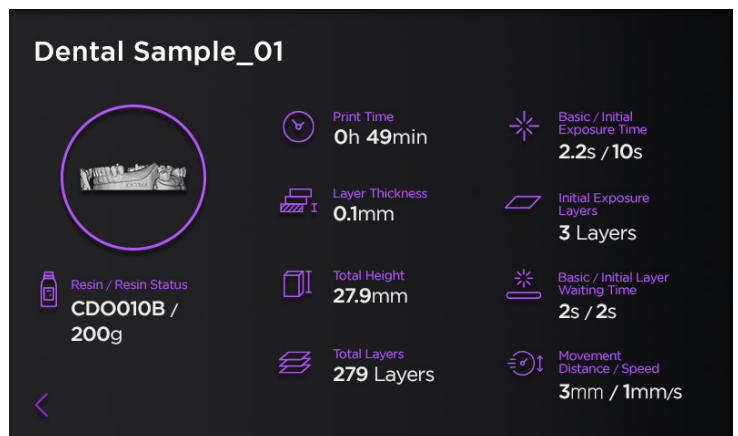 Dental Sample_01
Print Time
0h 49min
Basic / Initial
Exposure Time
2.2s / 10s
Layer Thickness
0.1mm
Initial Exposure
Layers
3 Layers
Resin / Resin Status
CDO010B /
200g
Total Height
27.9mm
Basic / Initial Layer
Waiting Time
2s / 2s
Total Layers
279 Layers
Movement
Distance / Speed
3mm / 1mm/s